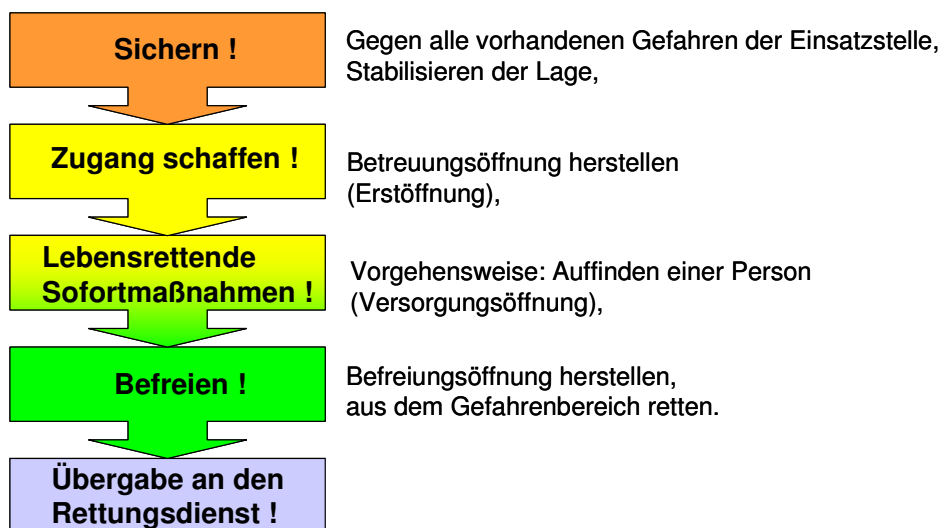 Sichern !
Gegen alle vorhandenen Gefahren der Einsatzstelle,
Stabilisieren der Lage,
Zugang schaffen !
Betreuungsöffnung herstellen
(Erstöffnung),
Lebensrettende
Sofortmaßnahmen !
Vorgehensweise: Auffinden einer Person
(Versorgungsöffnung),
Befreien !
Befreiungsöffnung herstellen,
aus dem Gefahrenbereich retten.
Übergabe an den
Rettungsdienst !